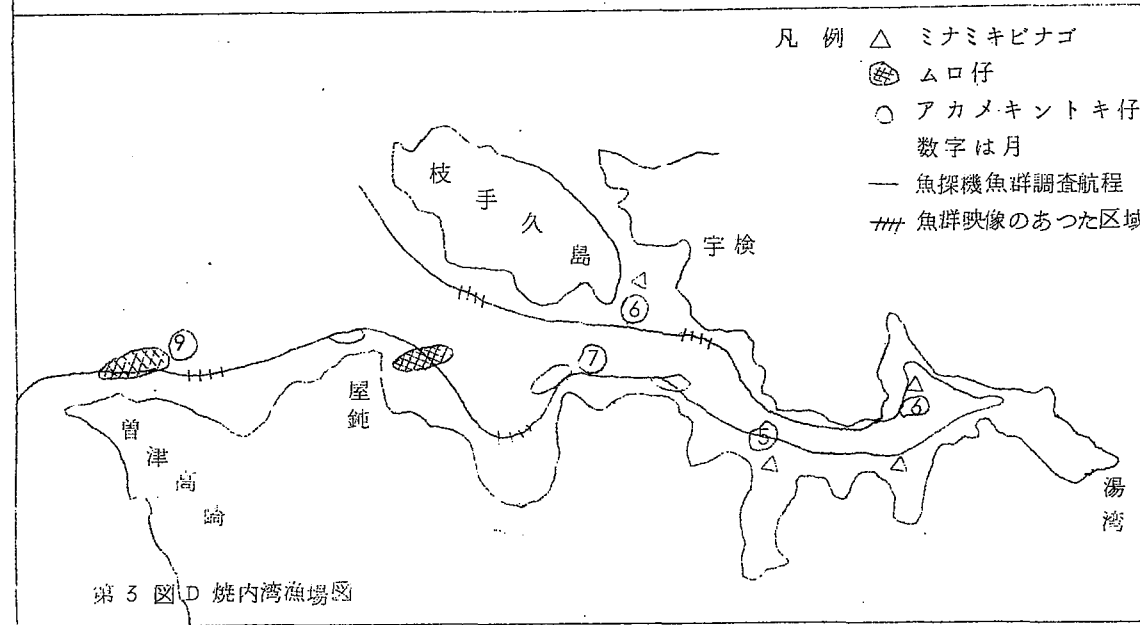 凡例 △ ミナミキビナゴ
ムロ仔
アカメキントキ仔
数字は月
魚探機魚群調査航程
魚群映像のあつた区域
枝手久島
宇検
6
9
7
屋鈍
6
5
曽津高崎
湯湾
第3図D 焼内湾漁場図